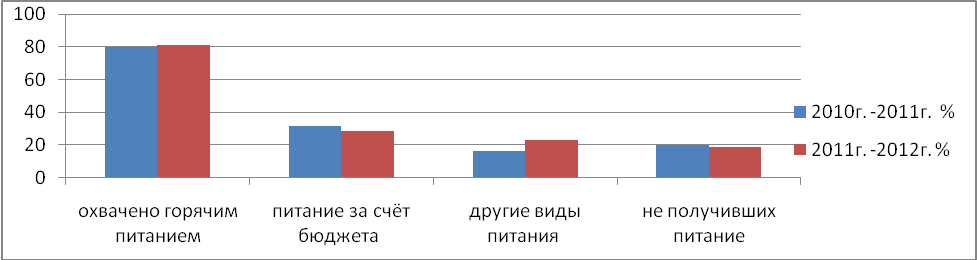 100
80
60
40
20
0
охвачено горячим
питанием
питание за счёт
бюджета
другие виды
питания
не получивших
питание
2010г. -2011г. %
2011г. -2012г. %